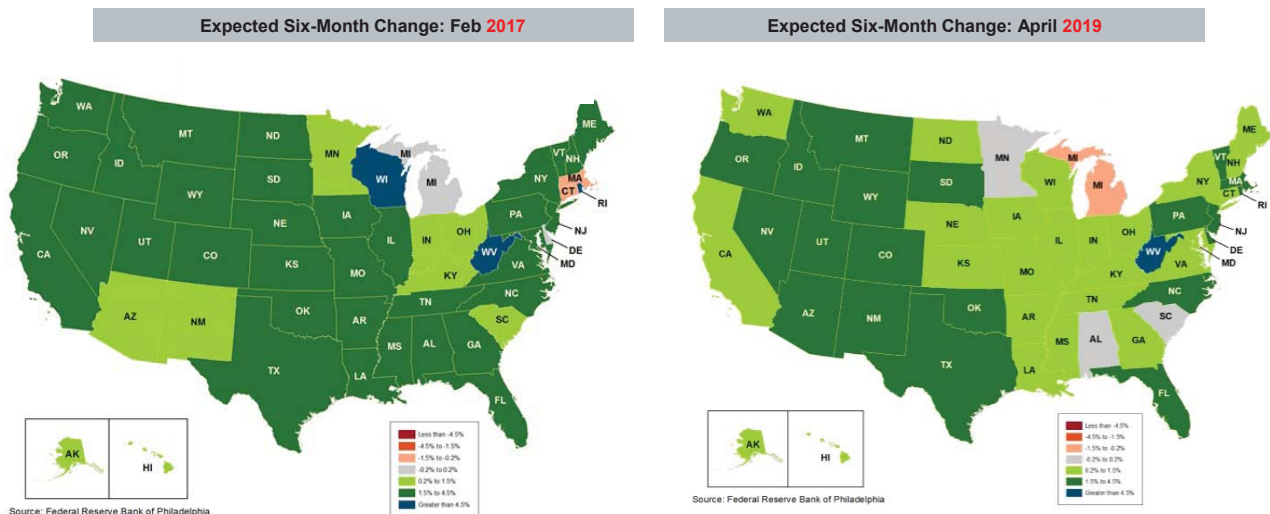 Expected Six-Month Change: Feb 2017
WA
MT
ND
MN
ME
OR
ID
WY
SD
WI
MI
MI
VT
NH
NY
MA
CT
RI
NV
UT
CO
NE
IA
IL
IN
OH
PA
NJ
DE
MD
CA
KS
MO
KY
WV
VA
AZ
NM
OK
AR
TN
NC
SC
TX
LA
MS
AL
GA
FL
AK
HI
Less than -4.5%
-4.5% to -1.5%
-1.5% to -0.2%
-0.2% to 0.2%
0.2% to 1.5%
1.5% to 4.5%
Greater than 4.5%
Source: Federal Reserve Bank of Philadelphia
Expected Six-Month Change: April 2019
WA
MT
ND
MN
ME
OR
ID
WY
SD
WI
MI
MI
VT
NH
NY
MA
CT
RI
NV
UT
CO
NE
IA
IL
IN
OH
PA
NJ
DE
MD
CA
KS
MO
KY
WV
VA
AZ
NM
OK
AR
TN
NC
SC
TX
LA
MS
AL
GA
FL
AK
HI
Less than -4.5%
-4.5% to -1.5%
-1.5% to -0.2%
-0.2% to 0.2%
0.2% to 1.5%
1.5% to 4.5%
Greater than 4.5%
Source: Federal Reserve Bank of Philadelphia